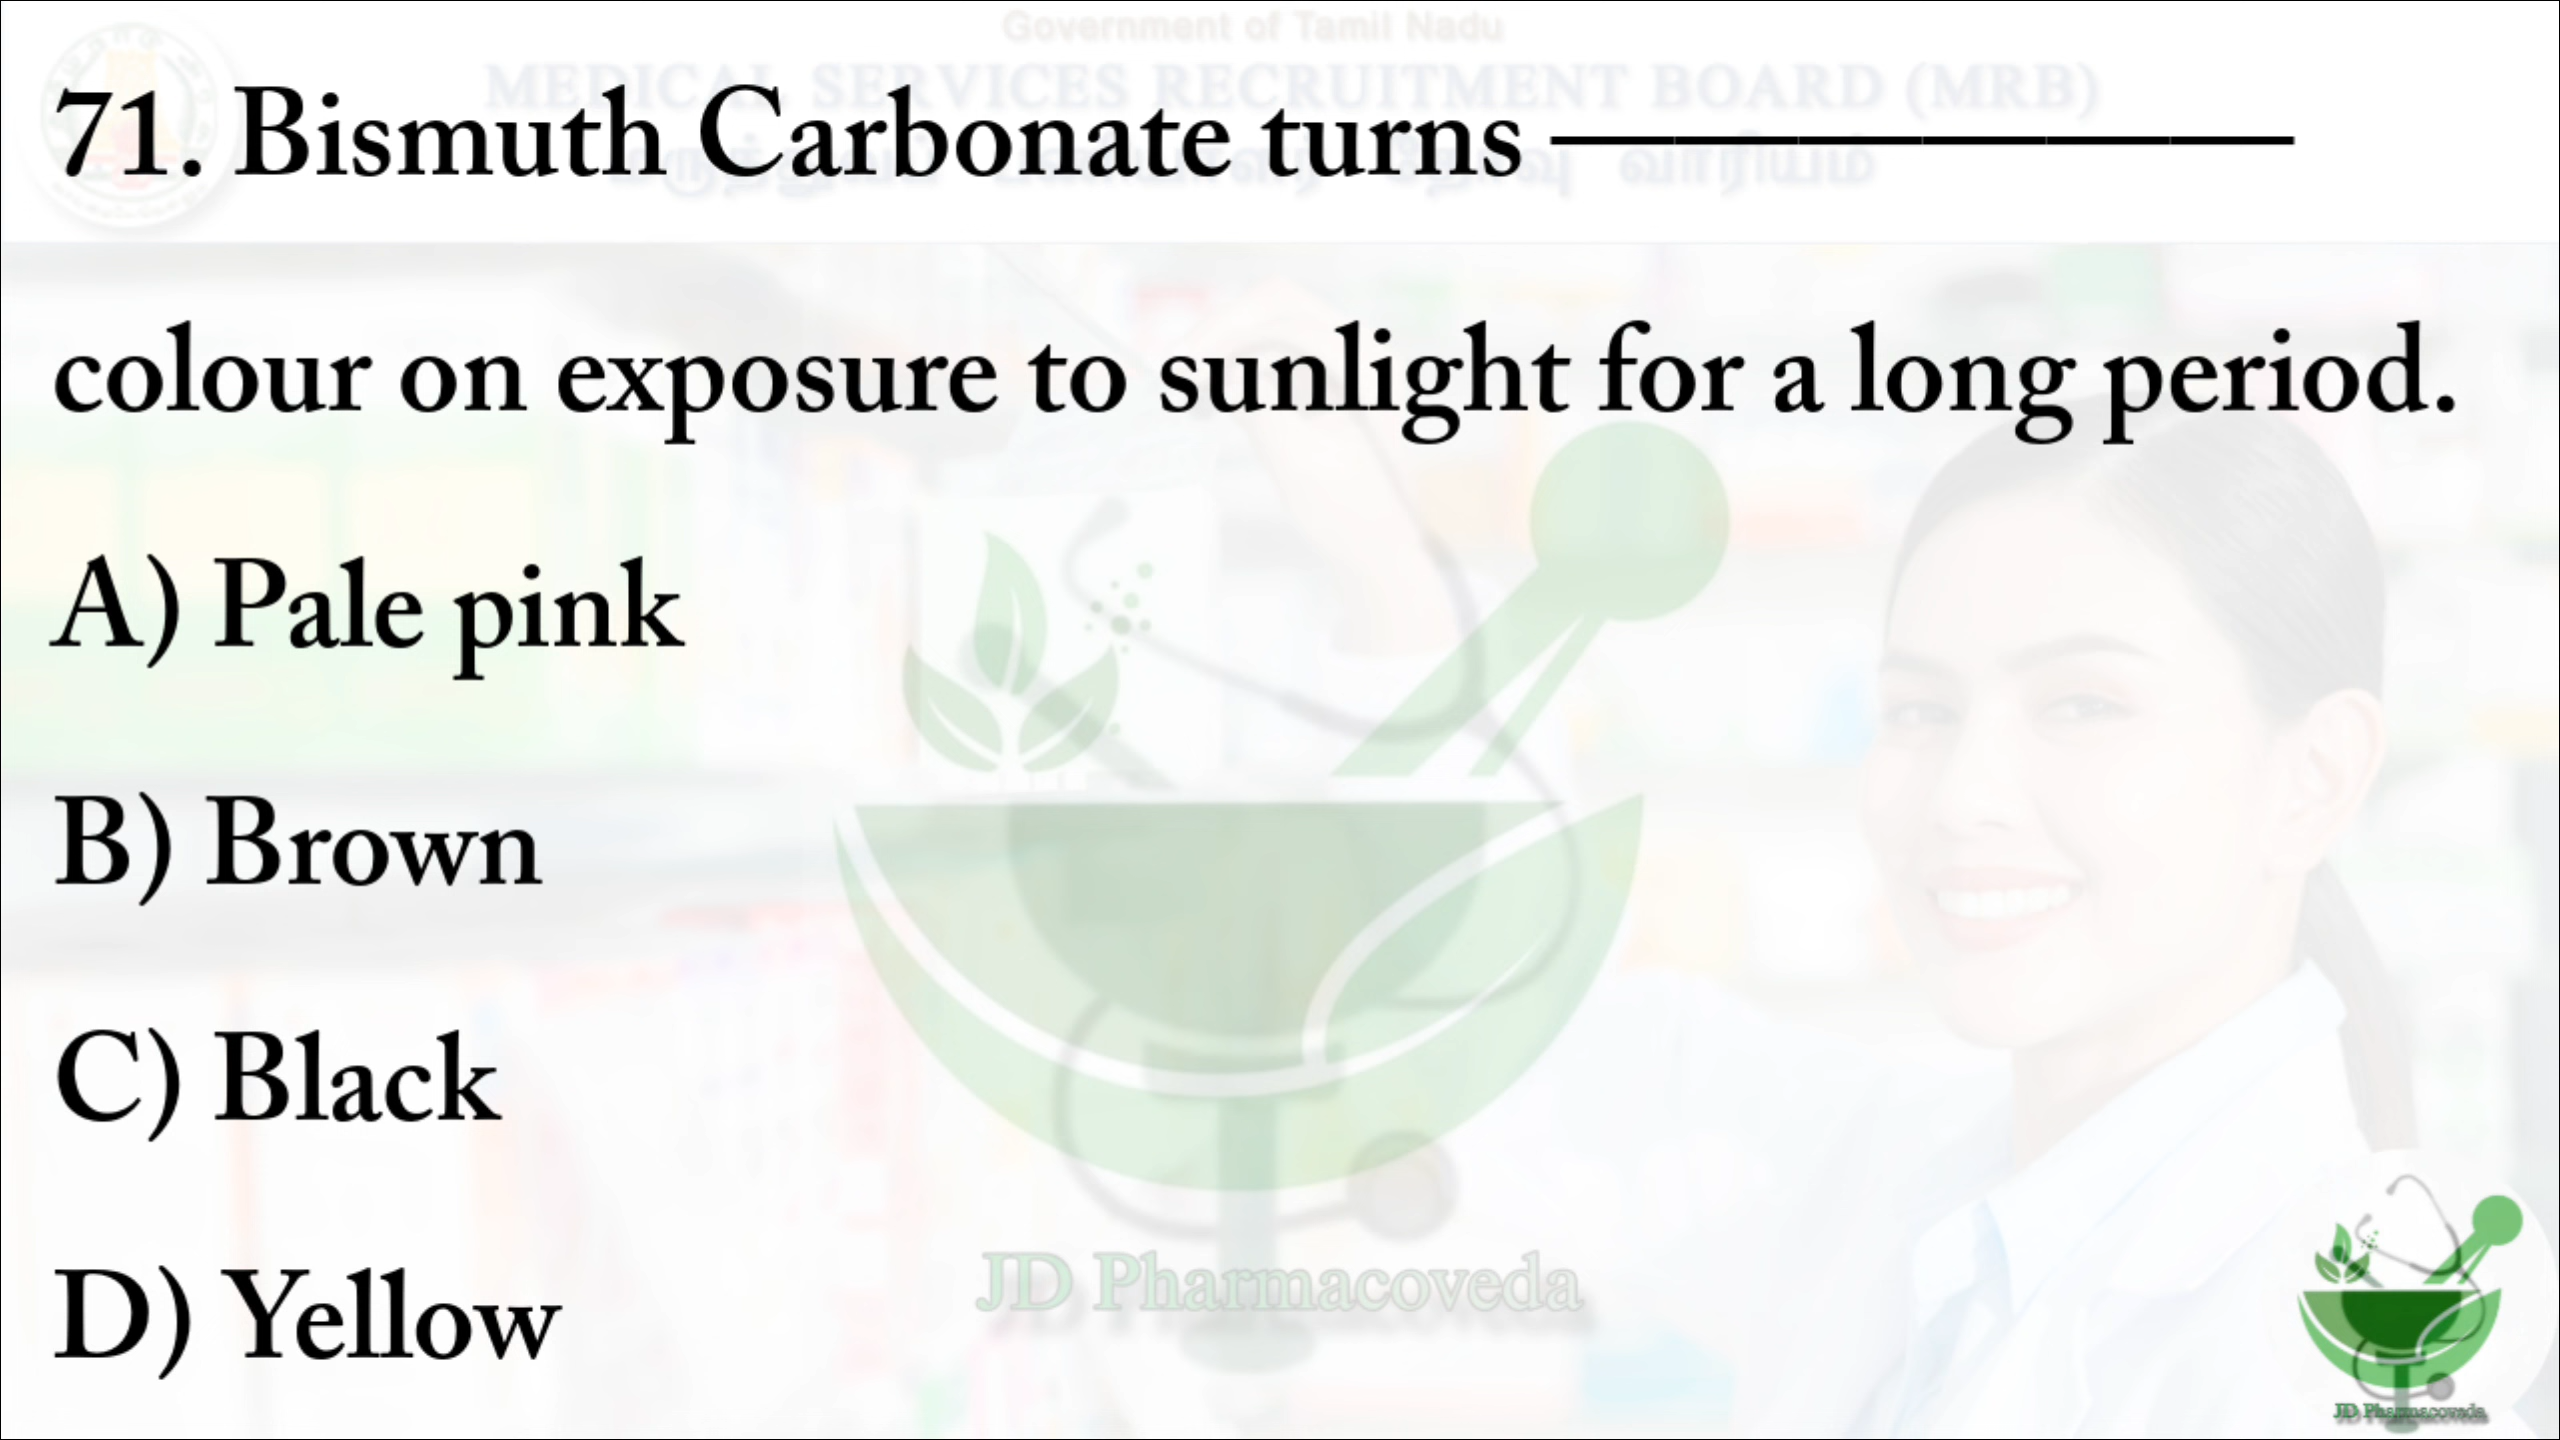 Government of Tamil Nadu
MEDICAL SERVICES RECRUITMENT BOARD (MRB)
வாரியம்
71. Bismuth Carbonate turns ——————
colour on exposure to sunlight for a long period.
A) Pale pink
B) Brown
C) Black
D) Yellow
JD Pharmacoveda
JD Pharmacoveda